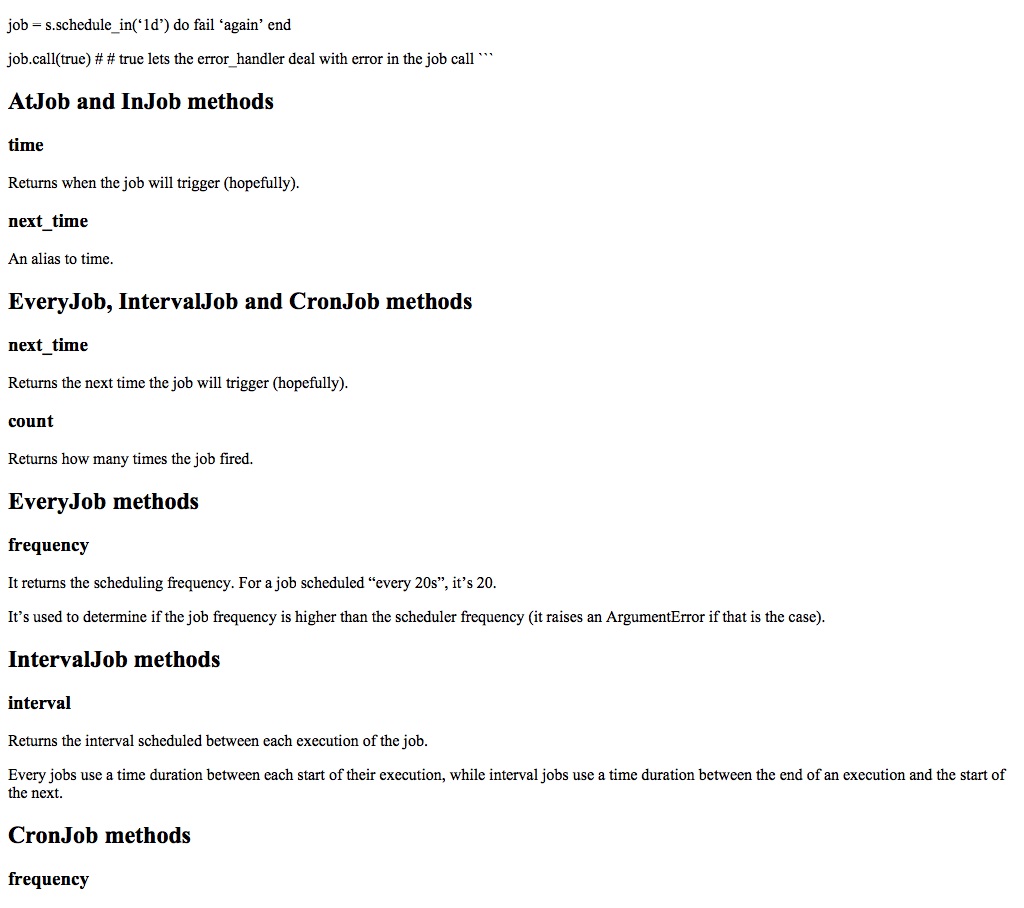 job = s.schedule_in(‘1d’) do fail ‘again’ end
job.call(true) # # true lets the error_handler deal with error in the job call ```
AtJob and InJob methods
time
Returns when the job will trigger (hopefully).
next_time
An alias to time.
EveryJob, IntervalJob and CronJob methods
next_time
Returns the next time the job will trigger (hopefully).
count
Returns how many times the job fired.
EveryJob methods
frequency
It returns the scheduling frequency. For a job scheduled “every 20s”, it’s 20.
It’s used to determine if the job frequency is higher than the scheduler frequency (it raises an ArgumentError if that is the case).
IntervalJob methods
interval
Returns the interval scheduled between each execution of the job.
Every jobs use a time duration between each start of their execution, while interval jobs use a time duration between the end of an execution and the start of
the next.
CronJob methods
frequency